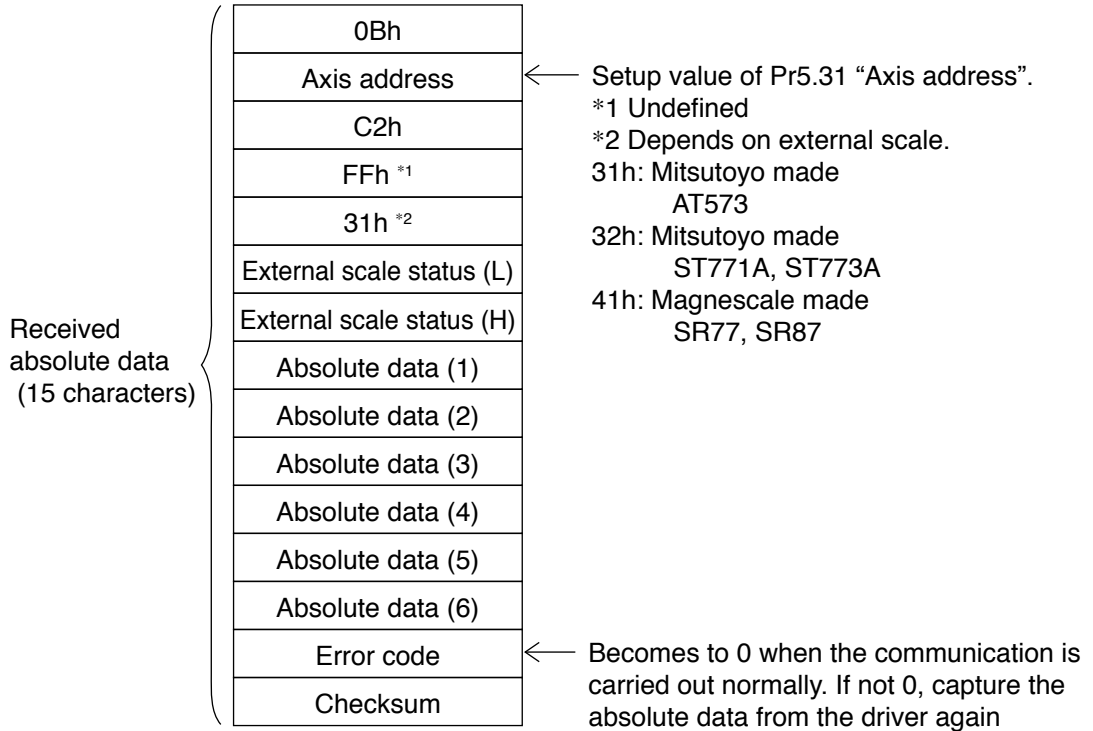 0Bh
Axis address
C2h
FFh *1
31h *2
External scale status (L)
External scale status (H)
Absolute data (1)
Absolute data (2)
Absolute data (3)
Absolute data (4)
Absolute data (5)
Absolute data (6)
Error code
Checksum
Received
absolute data
(15 characters)
Setup value of Pr5.31 “Axis address”.
*1 Undefined
*2 Depends on external scale.
31h: Mitsutoyo made
AT573
32h: Mitsutoyo made
ST771A, ST773A
41h: Magnescale made
SR77, SR87
Becomes to 0 when the communication is
carried out normally. If not 0, capture the
absolute data from the driver again